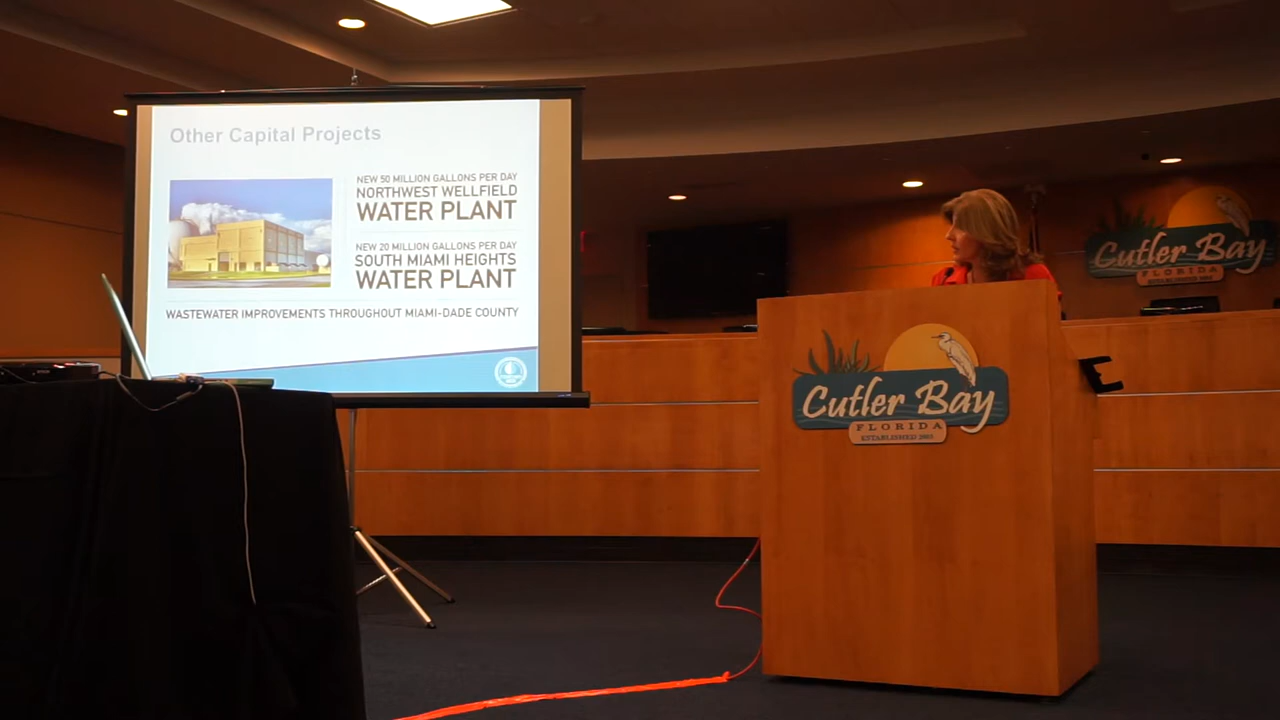 Other Capital Projects
NEW 50 MILLION GALLONS PER DAY
NORTHWEST WELLFIELD
WATER PLANT
NEW 20 MILLION GALLONS PER DAY
SOUTH MIAMI HEIGHTS
WATER PLANT
WASTEWATER IMPROVEMENTS THROUGHOUT MIAMI-DADE COUNTY
Cutler Bay
FLORIDA
Cutler Bay
FLORIDA
ESTABLISHED 2005